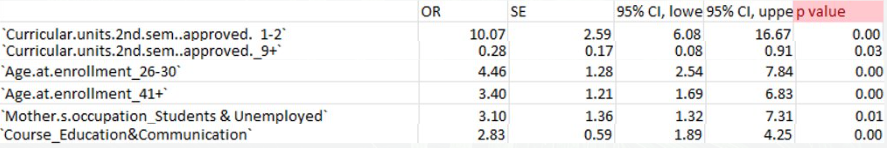 OR SE 95% CI, lowe 95% CI, uppe p value
`Curricular.units.2nd.sem..approved._1-2` 10.07 2.59 6.08 16.67 0.00
`Curricular.units.2nd.sem..approved._9+` 0.28 0.17 0.08 0.91 0.03
`Age.at.enrollment_26-30` 4.46 1.28 2.54 7.84 0.00
`Age.at.enrollment_41+` 3.40 1.21 1.69 6.83 0.00
`Mother.s.occupation_Students & Unemployed` 3.10 1.36 1.32 7.31 0.01
`Course_Education&Communication` 2.83 0.59 1.89 4.25 0.00